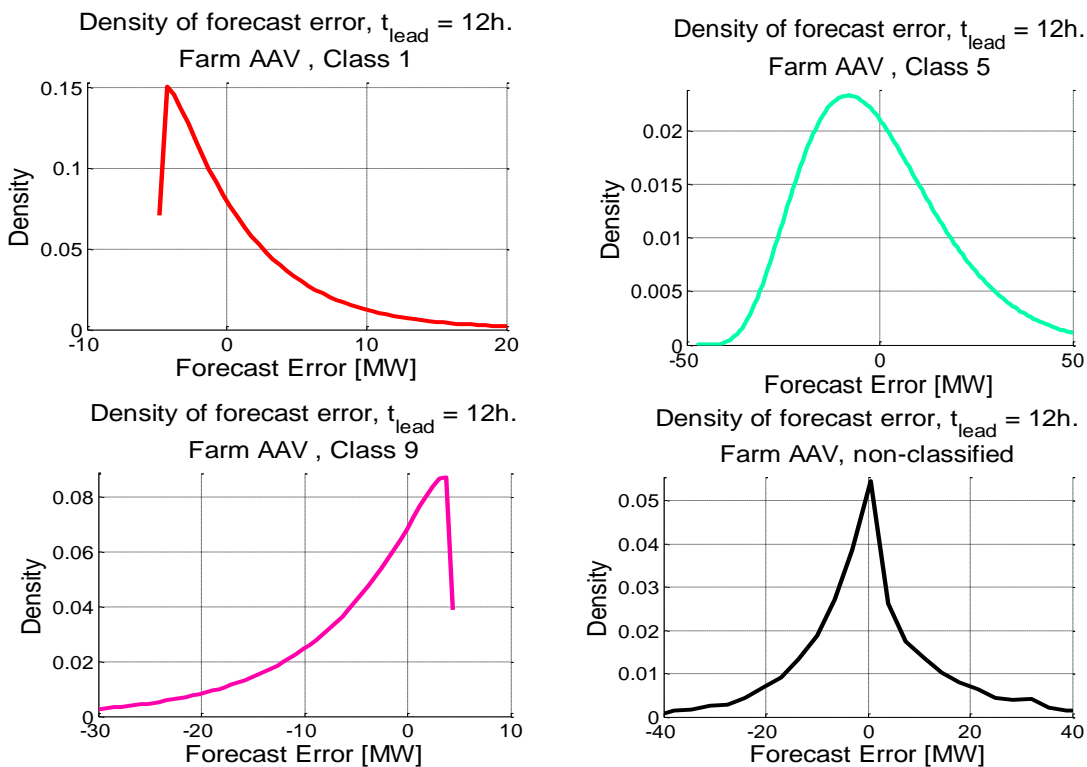 Density of forecast error, t_lead = 12h.
Farm AAV , Class 1
0.15
0.1
0.05
0
-10
0
10
20
Density
Forecast Error [MW]
Density of forecast error, t_lead = 12h.
Farm AAV , Class 5
0.02
0.015
0.01
0.005
0
-50
0
50
Density
Forecast Error [MW]
Density of forecast error, t_lead = 12h.
Farm AAV , Class 9
0.08
0.06
0.04
0.02
0
-30
-20
-10
0
10
Density
Forecast Error [MW]
Density of forecast error, t_lead = 12h.
Farm AAV, non-classified
0.05
0.04
0.03
0.02
0.01
0
-40
-20
0
20
40
Density
Forecast Error [MW]